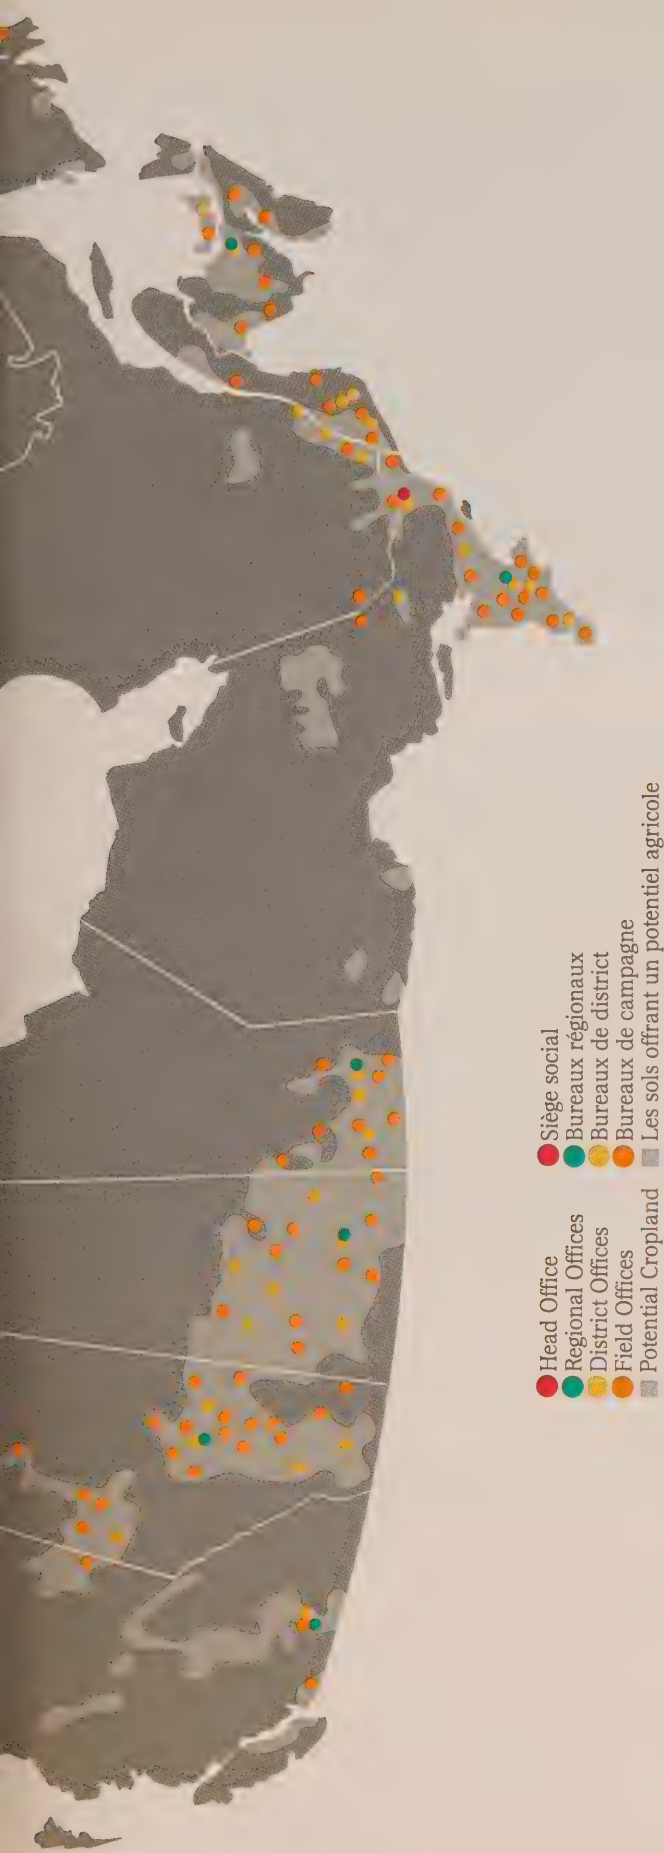 Head Office
Regional Offices
District Offices
Field Offices
Potential Cropland
Siège social
Bureaux régionaux
Bureaux de district
Bureaux de campagne
Les sols offrant un potentiel agricole